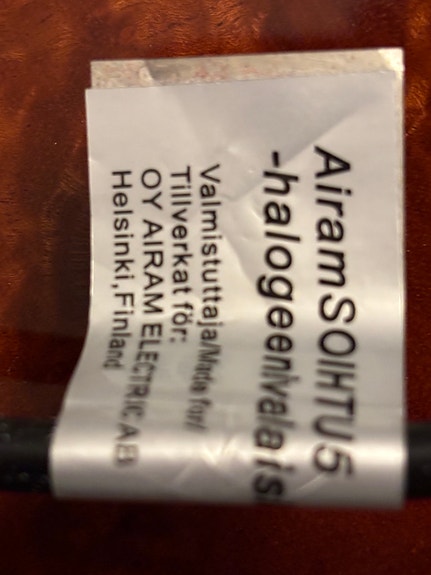 AiramSOIHTU5
-halogeenivalais
Valmistuttaja/Made for/
Tillverkat för:
OY AIRAM ELECTRIC AB
Helsinki,Finland